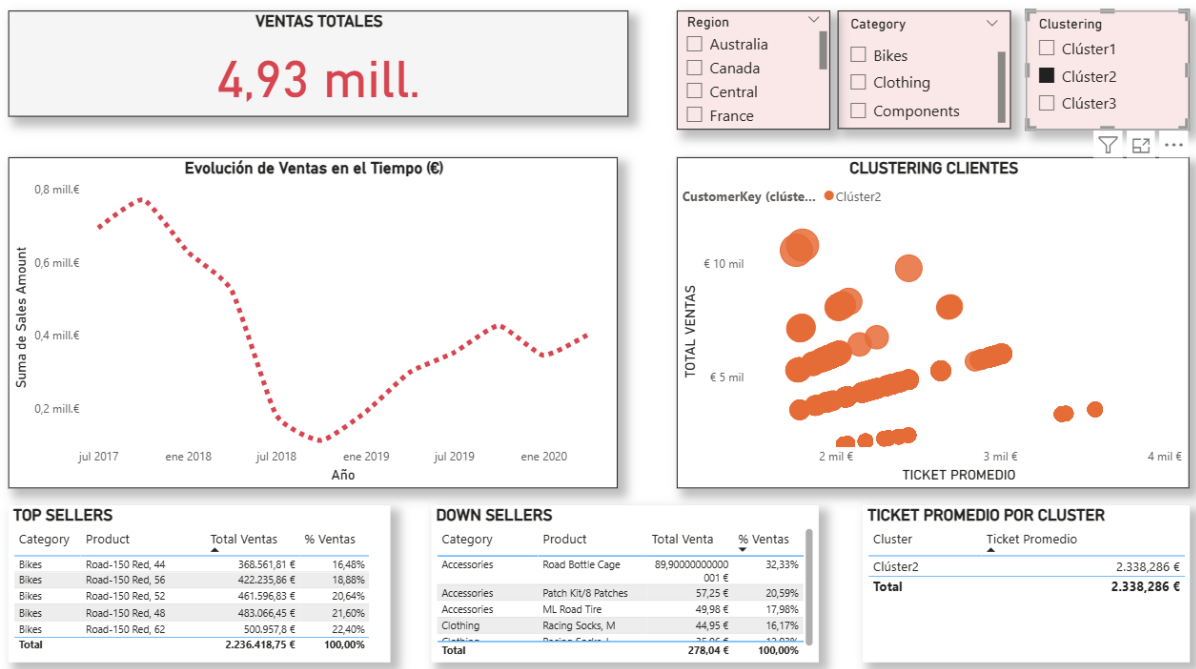 VENTAS TOTALES
4,93 mill.
Region
Australia
Canada
Central
France
Category
Bikes
Clothing
Components
Clustering
Clúster1
Clúster2
Clúster3
Evolución de Ventas en el Tiempo (€)
Suma de Sales Amount
0,8 mill.€
0,6 mill.€
0,4 mill.€
0,2 mill.€
jul 2017 ene 2018 jul 2018 ene 2019 jul 2019 ene 2020
Año
CLUSTERING CLIENTES
CustomerKey (clúste... Clúster2
TOTAL VENTAS
€ 10 mil
€ 5 mil
2 mil € 3 mil € 4 mil €
TICKET PROMEDIO
TOP SELLERS
Category Product Total Ventas % Ventas
Bikes Road-150 Red, 44 368.561,81 € 16,48%
Bikes Road-150 Red, 56 422.235,86 € 18,88%
Bikes Road-150 Red, 52 461.596,83 € 20,64%
Bikes Road-150 Red, 48 483.066,45 € 21,60%
Bikes Road-150 Red, 62 500.957,8 € 22,40%
Total 2.236.418,75 € 100,00%
DOWN SELLERS
Category Product Total Venta % Ventas
Accessories Road Bottle Cage 89,90000000000 32,33%
001 €
Accessories Patch Kit/8 Patches 57,25 € 20,59%
Accessories ML Road Tire 49,98 € 17,98%
Clothing Racing Socks, M 44,95 € 16,17%
Total 278,04 € 100,00%
TICKET PROMEDIO POR CLUSTER
Cluster Ticket Promedio
Clúster2 2.338,286 €
Total 2.338,286 €